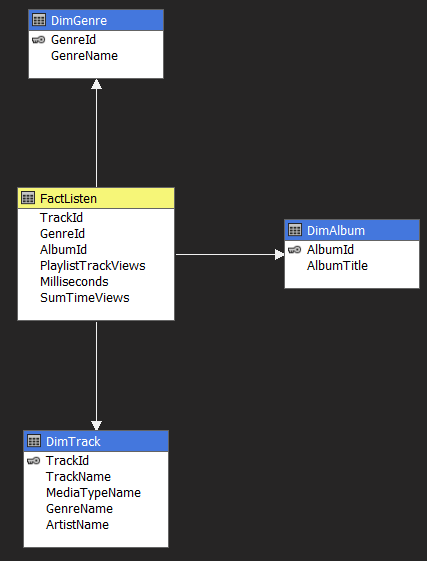 DimGenre
GenreId
GenreName
FactListen
TrackId
GenreId
AlbumId
PlaylistTrackViews
Milliseconds
SumTimeViews
DimAlbum
AlbumId
AlbumTitle
DimTrack
TrackId
TrackName
MediaTypeName
GenreName
ArtistName